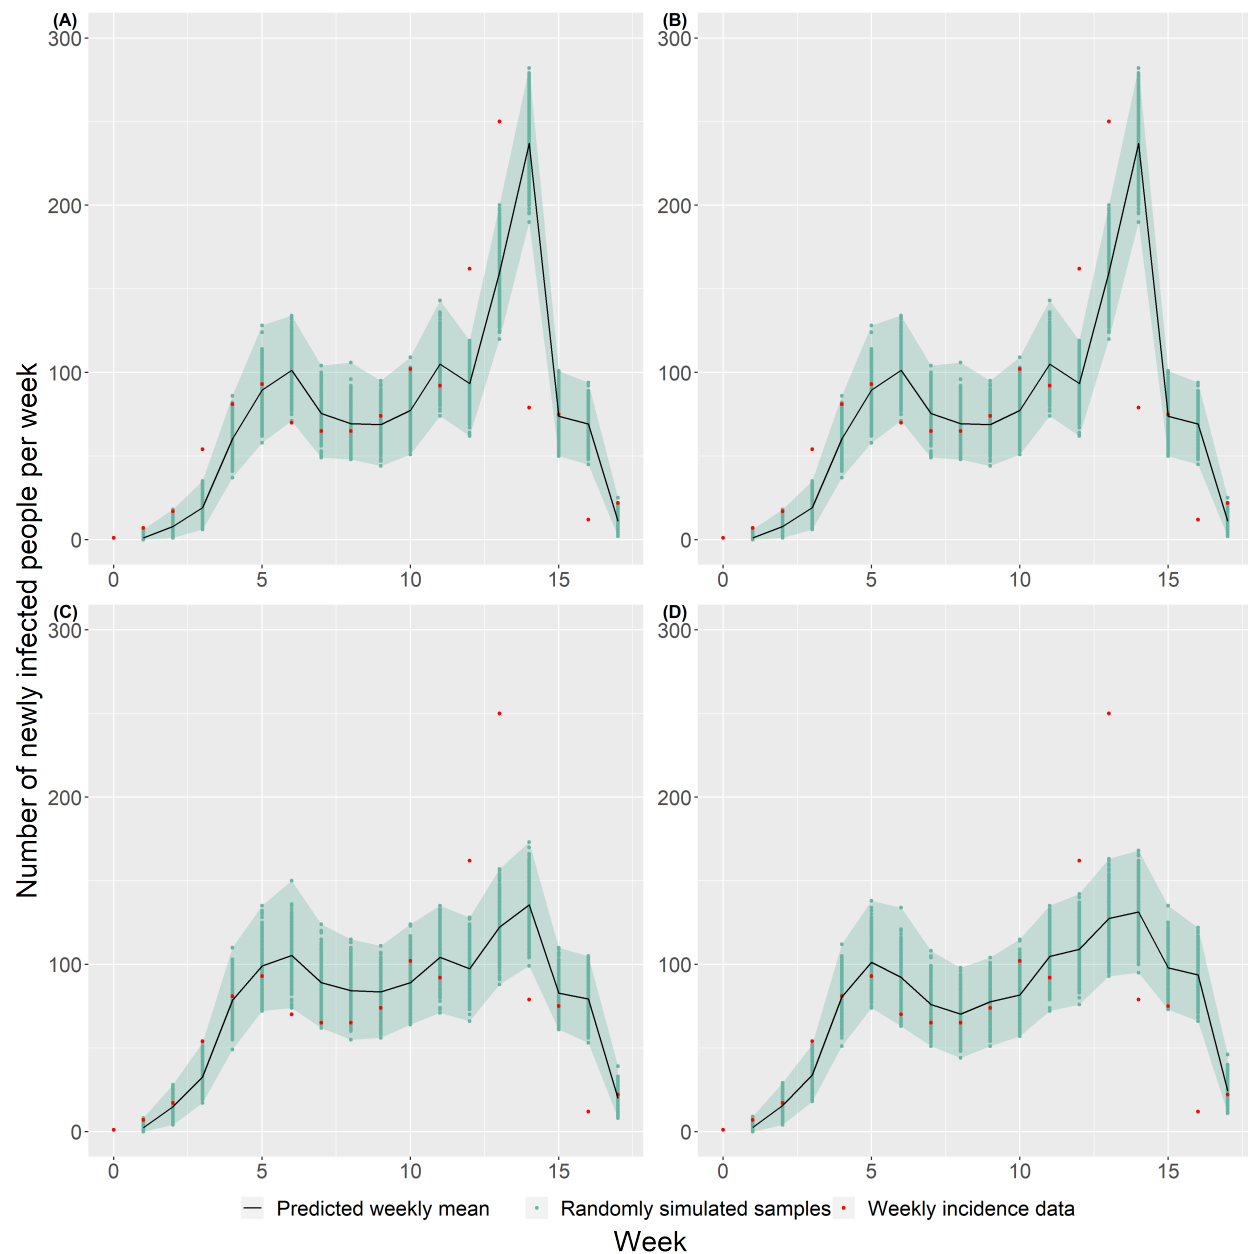 (A) (B)
300 300
200 200
100 100
0 0
0 5 10 15 0 5 10 15
(C) (D)
300 300
200 200
100 100
0 0
0 5 10 15 0 5 10 15
Number of newly infected people per week
Predicted weekly mean Randomly simulated samples Weekly incidence data
Week